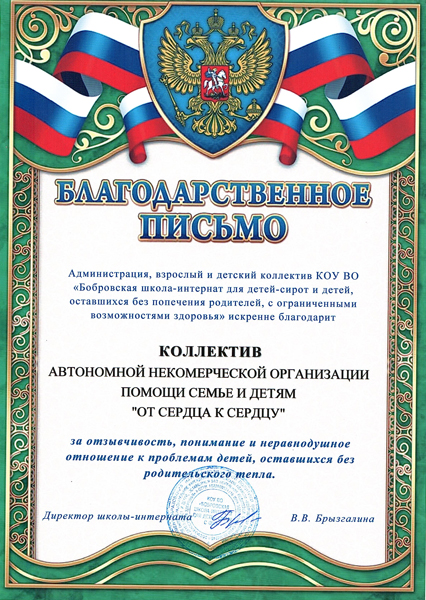 БЛАГОДАРСТВЕННОЕ
ПИСЬМО
Администрация, взрослый и детский коллектив КОУ ВО
«Бобровская школа-интернат для детей-сирот и детей,
оставшихся без попечения родителей, с ограниченными
возможностями здоровья» искренне благодарит
КОЛЛЕКТИВ
АВТОНОМНОЙ НЕКОМЕРЧЕСКОЙ ОРГАНИЗАЦИИ
ПОМОЩИ СЕМЬЕ И ДЕТЯМ
"ОТ СЕРДЦА К СЕРДЦУ"
за отзывчивость, понимание и неравнодушное
отношение к проблемам детей, оставшихся без
родительского тепла.
Директор школы-интерната
В.В. Брызгалина